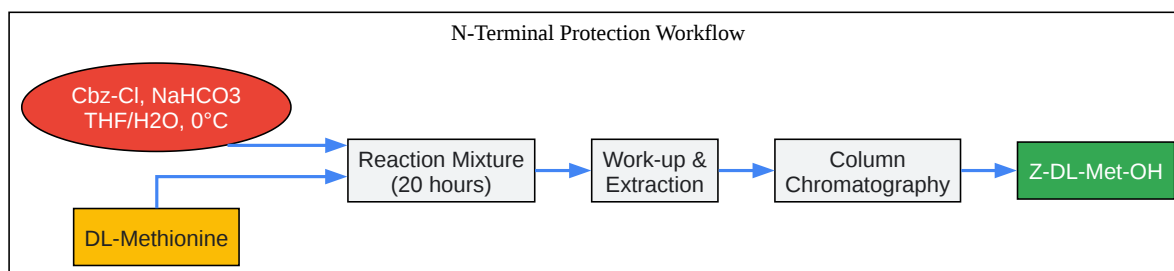 N-Terminal Protection Workflow
Cbz-Cl, NaHCO3
THF/H2O, 0°C
DL-Methionine
Reaction Mixture
(20 hours)
Work-up &
Extraction
Column
Chromatography
Z-DL-Met-OH